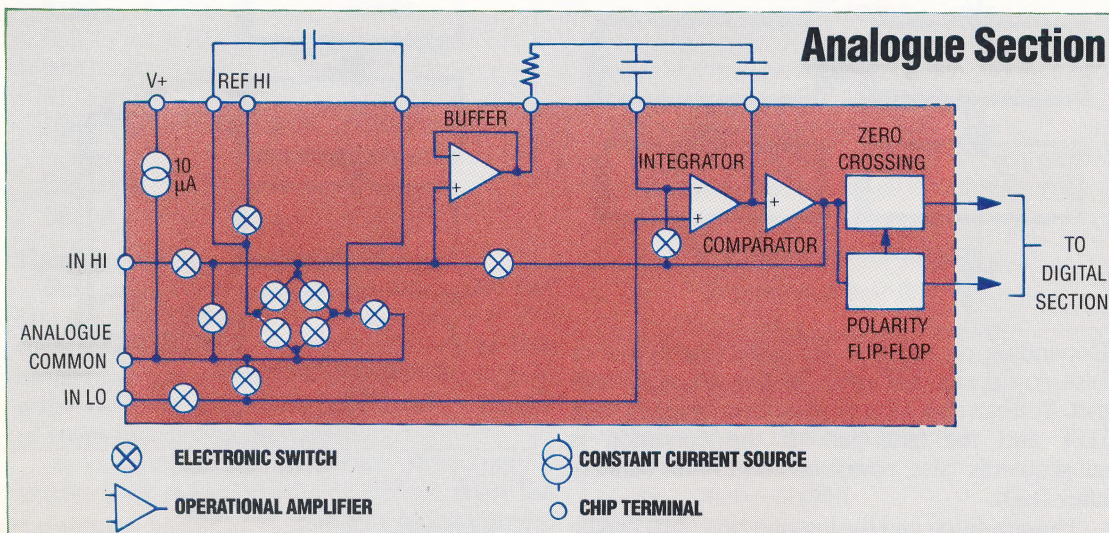 Analogue Section
V+
REF HI
10
µA
BUFFER
−
+
INTEGRATOR
−
+
+
COMPARATOR
ZERO
CROSSING
IN HI
ANALOGUE
COMMON
IN LO
POLARITY
FLIP-FLOP
TO
DIGITAL
SECTION
ELECTRONIC SWITCH
CONSTANT CURRENT SOURCE
OPERATIONAL AMPLIFIER
CHIP TERMINAL